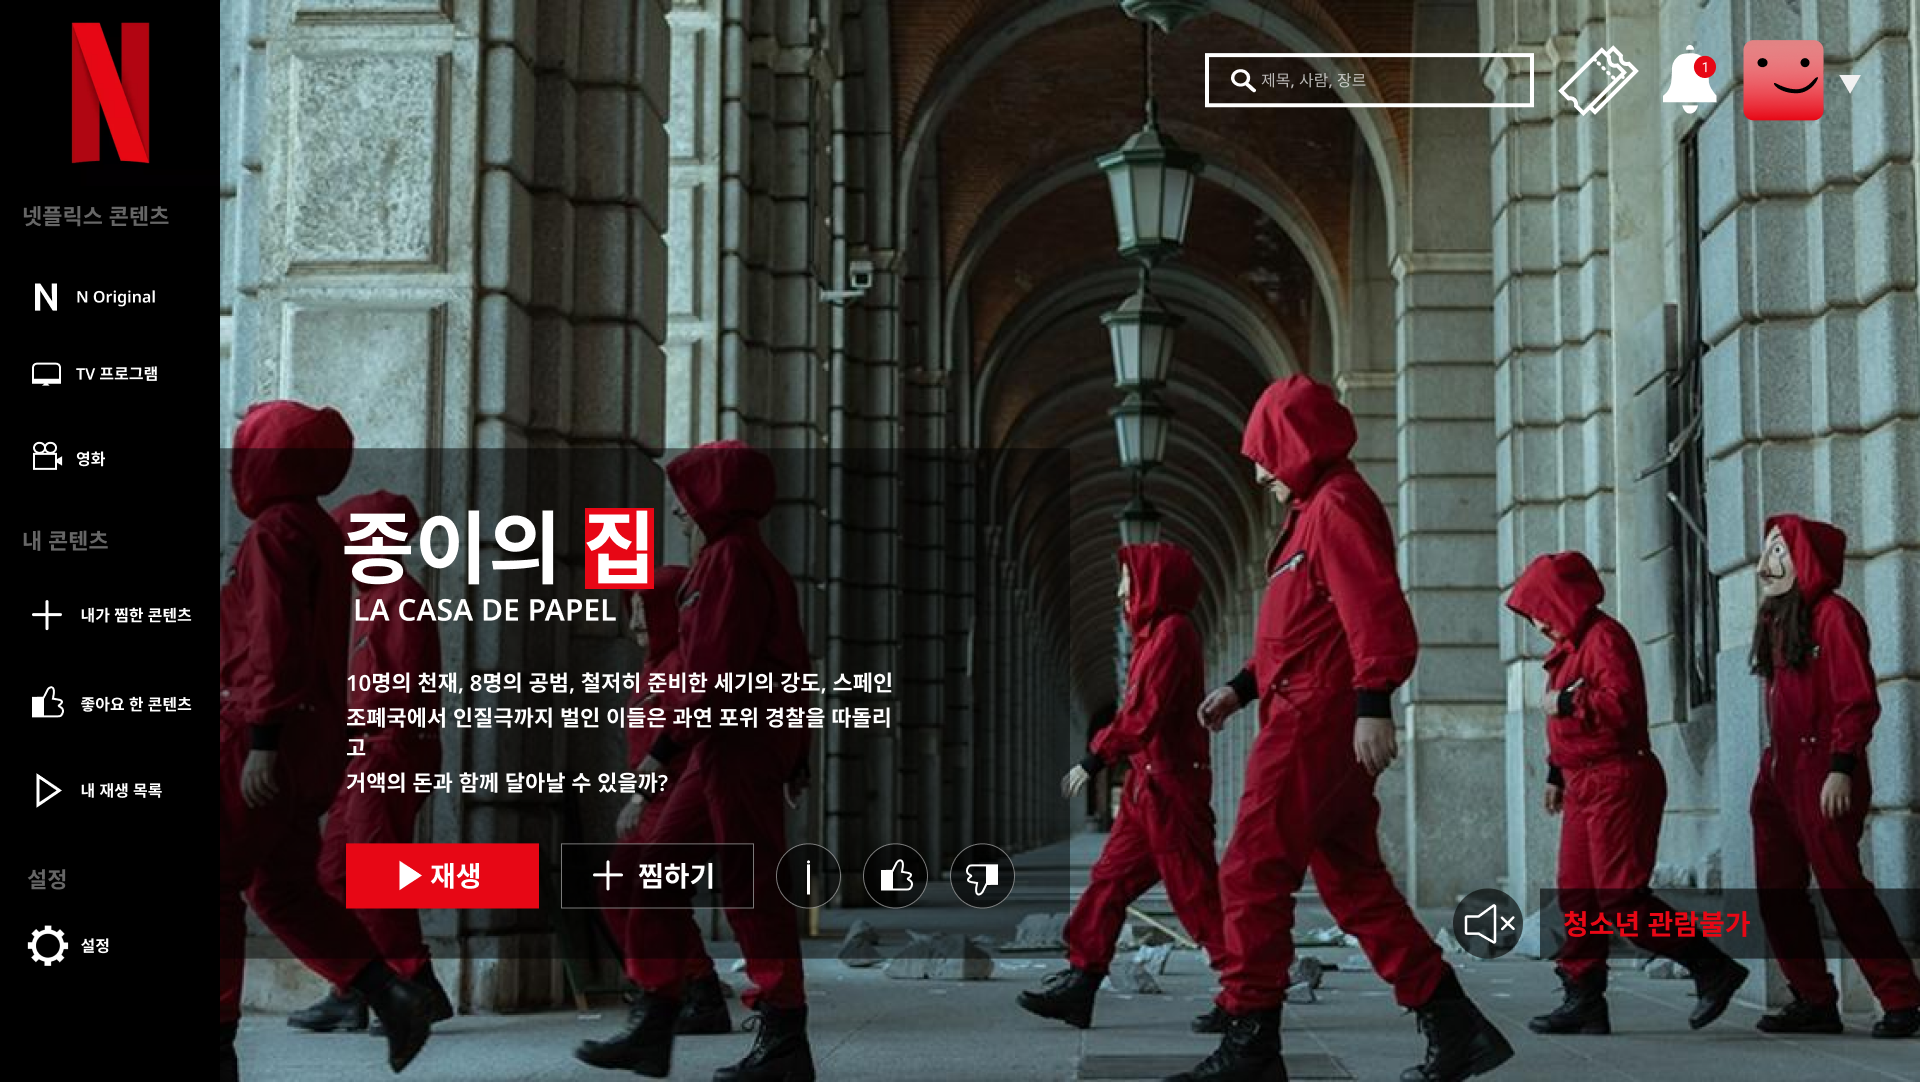 제목, 사람, 장르
1
넷플릭스 콘텐츠
N Original
TV 프로그램
영화
내 콘텐츠
내가 찜한 콘텐츠
좋아요 한 콘텐츠
내 재생 목록
설정
설정
종이의 집
LA CASA DE PAPEL
10명의 천재, 8명의 공범, 철저히 준비한 세기의 강도, 스페인
조폐국에서 인질극까지 벌인 이들은 과연 포위 경찰을 따돌리
고
거액의 돈과 함께 달아날 수 있을까?
재생
찜하기
청소년 관람불가